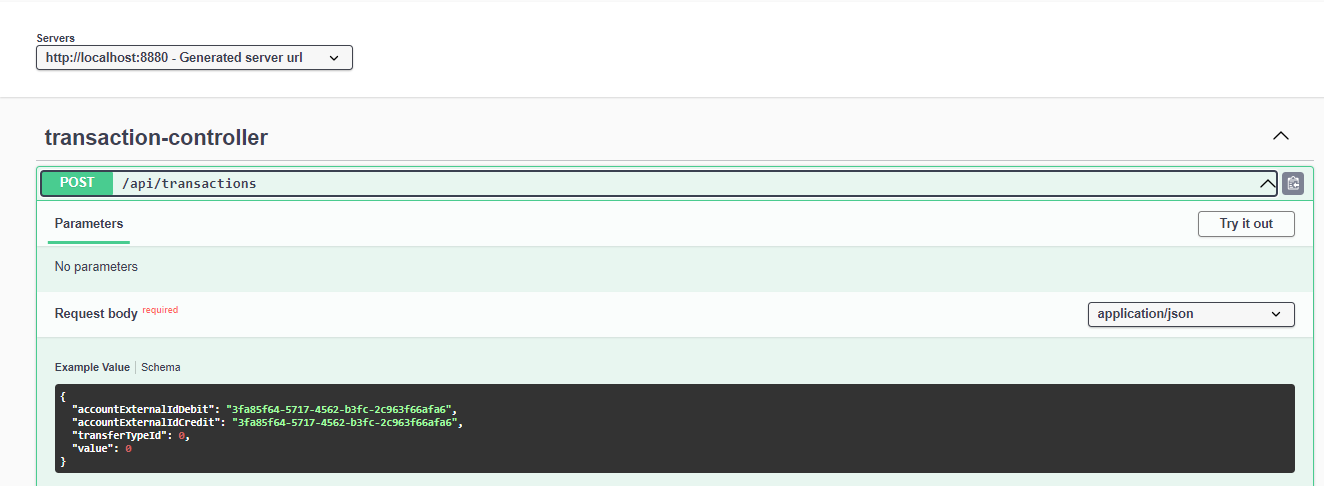 Servers
http://localhost:8880 - Generated server url
transaction-controller
POST /api/transactions
Parameters
Try it out
No parameters
Request body required
application/json
Example Value Schema
{
  "accountExternalIdDebit": "3fa85f64-5717-4562-b3fc-2c963f66afa6",
  "accountExternalIdCredit": "3fa85f64-5717-4562-b3fc-2c963f66afa6",
  "transferTypeId": 0,
  "value": 0
}